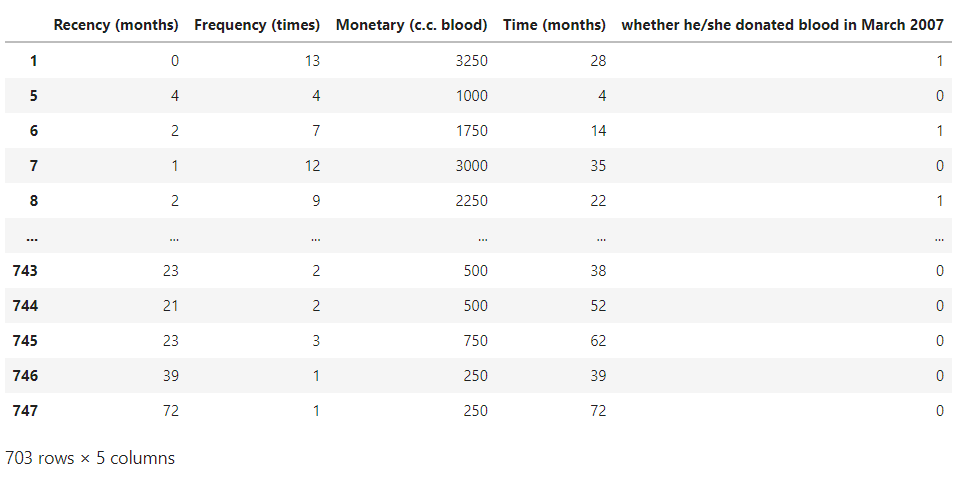 Recency (months) Frequency (times) Monetary (c.c. blood) Time (months) whether he/she donated blood in March 2007
1 0 13 3250 28 1
5 4 4 1000 4 0
6 2 7 1750 14 1
7 1 12 3000 35 0
8 2 9 2250 22 1
... ... ... ... ... ...
743 23 2 500 38 0
744 21 2 500 52 0
745 23 3 750 62 0
746 39 1 250 39 0
747 72 1 250 72 0
703 rows × 5 columns